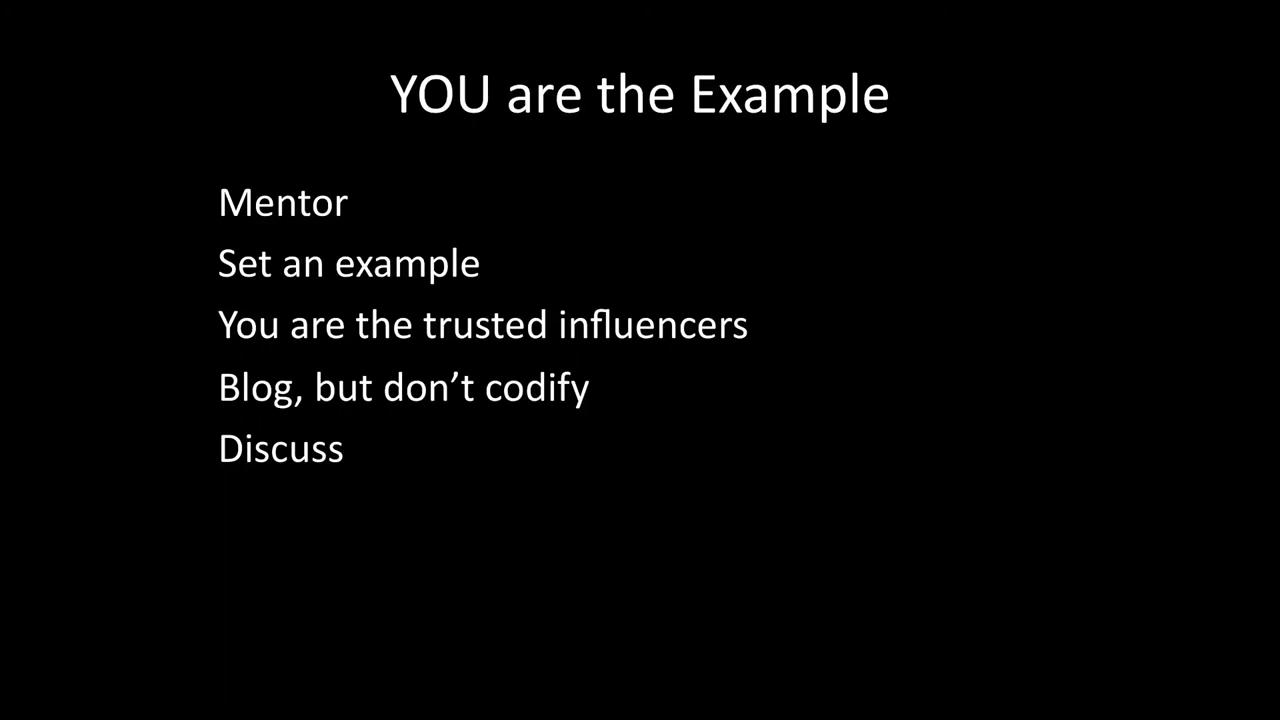 YOU are the Example
Mentor
Set an example
You are the trusted influencers
Blog, but don’t codify
Discuss